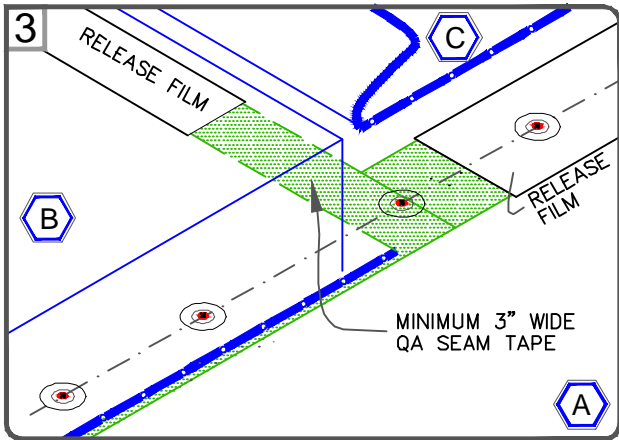 3
RELEASE FILM
C
B
RELEASE
FILM
MINIMUM 3" WIDE
QA SEAM TAPE
A